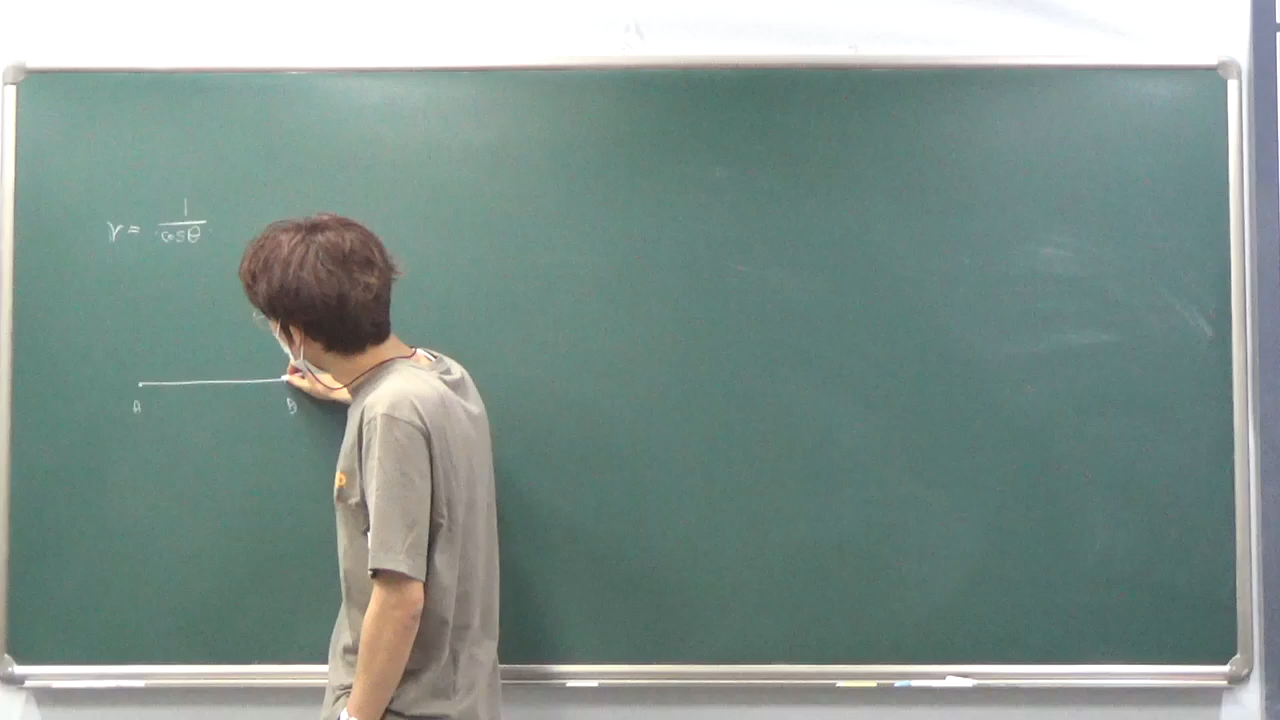 r = 1/cosθ
A B